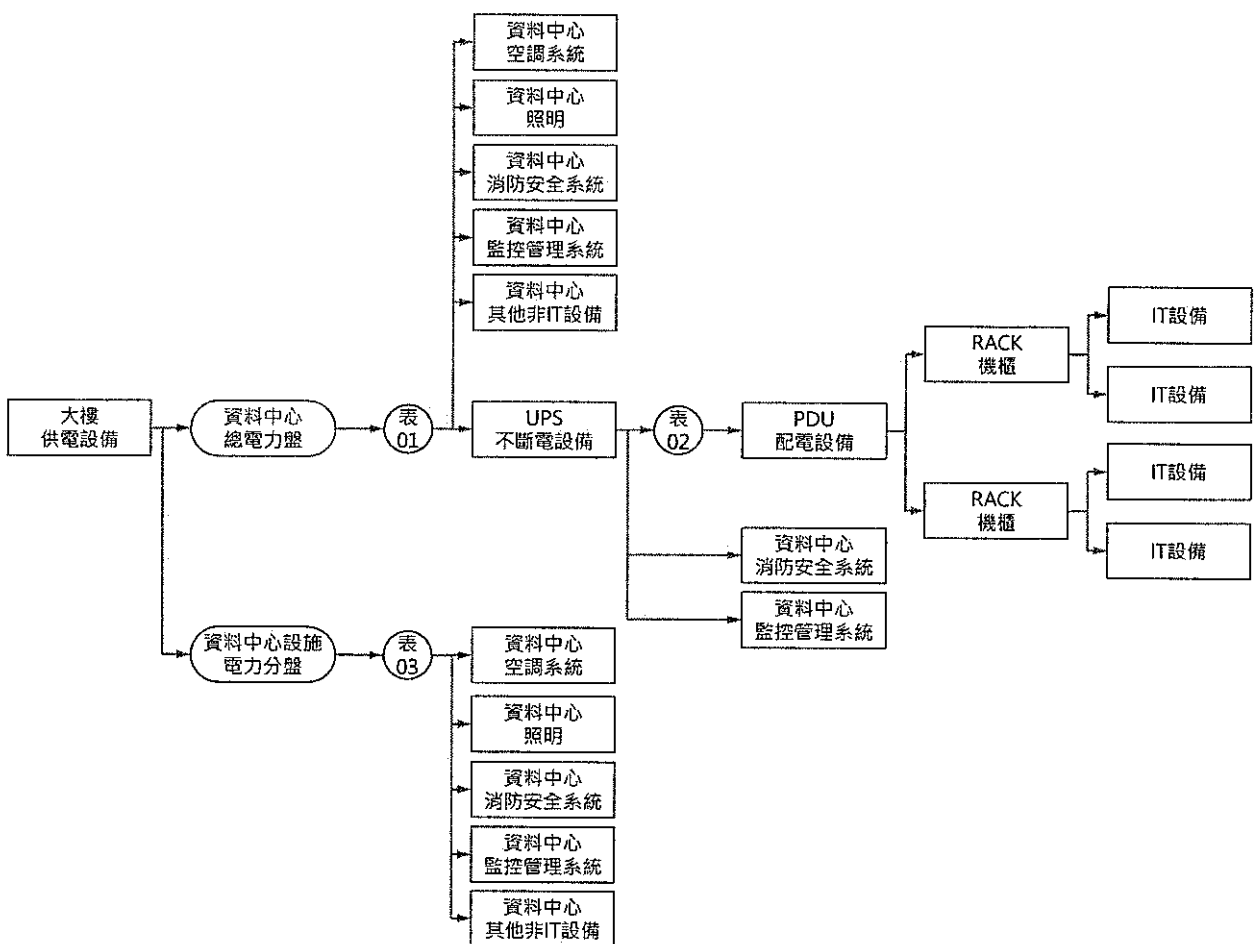 資料中心
空調系統
資料中心
照明
資料中心
消防安全系統
資料中心
監控管理系統
資料中心
其他非IT設備
大樓
供電設備
資料中心
總電力盤
表
01
UPS
不斷電設備
表
02
PDU
配電設備
RACK
機櫃
IT設備
IT設備
RACK
機櫃
IT設備
IT設備
資料中心
消防安全系統
資料中心
監控管理系統
資料中心設施
電力分盤
表
03
資料中心
空調系統
資料中心
照明
資料中心
消防安全系統
資料中心
監控管理系統
資料中心
其他非IT設備